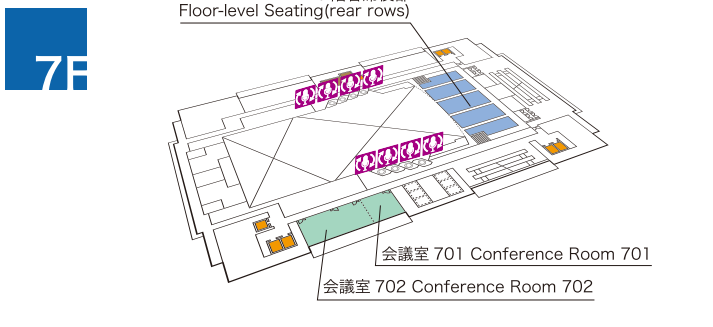 Floor-level Seating(rear rows)
7F
会議室 701 Conference Room 701
会議室 702 Conference Room 702